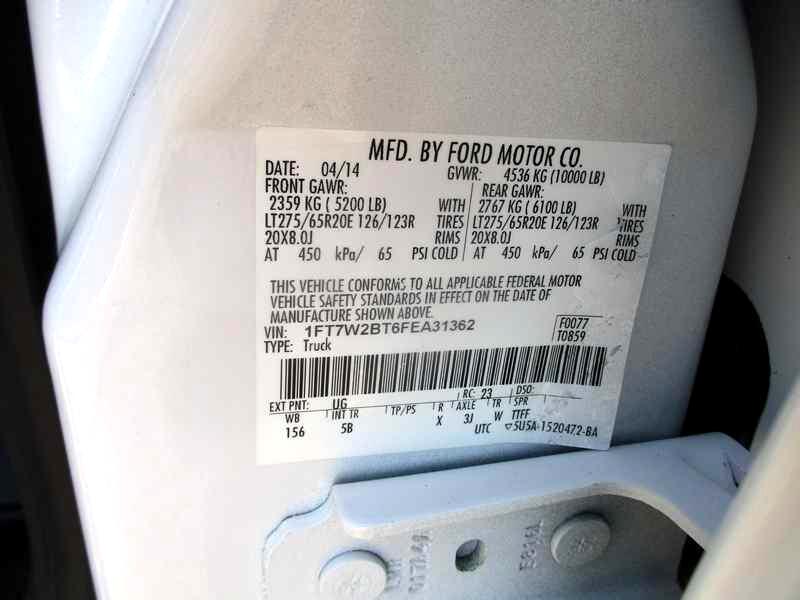 MFD. BY FORD MOTOR CO.
DATE: 04/14 GVWR: 4536 KG (10000 LB)
FRONT GAWR: REAR GAWR:
2359 KG ( 5200 LB) WITH 2767 KG ( 6100 LB) WITH
LT275/65R20E 126/123R TIRES LT275/65R20E 126/123R TIRES
20X8.0J RIMS 20X8.0J RIMS
AT 450 kPa/ 65 PSI COLD AT 450 kPa/ 65 PSI COLD
THIS VEHICLE CONFORMS TO ALL APPLICABLE FEDERAL MOTOR
VEHICLE SAFETY STANDARDS IN EFFECT ON THE DATE OF
MANUFACTURE SHOWN ABOVE.
VIN: 1FT7W2BT6FEA31362 F0077
TYPE: Truck T0859
EXT PNT: UG RC: 23 DSO:
WB INT TR TP/PS R AXLE TR SPR
156 5B X 3J W TTFF
UTC ▽5U5A-1520472-BA